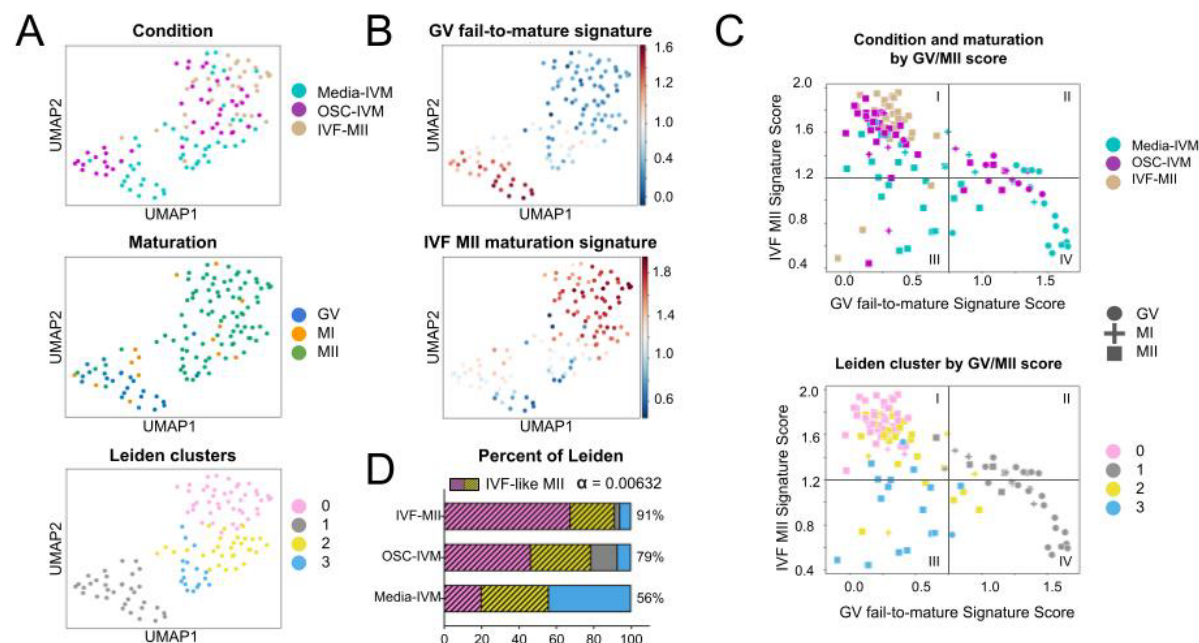 A
Condition
UMAP2
UMAP1
Media-IVM
OSC-IVM
IVF-MII
Maturation
UMAP2
UMAP1
GV
MI
MII
Leiden clusters
UMAP2
UMAP1
0
1
2
3
B
GV fail-to-mature signature
UMAP2
UMAP1
1.6
1.2
0.8
0.4
0.0
IVF MII maturation signature
UMAP2
UMAP1
1.8
1.4
1.0
0.6
D
Percent of Leiden
IVF-like MII α = 0.00632
IVF-MII 91%
OSC-IVM 79%
Media-IVM 56%
0 20 40 60 80 100
C
Condition and maturation
by GV/MII score
IVF MII Signature Score
2.0
1.6
1.2
0.8
0.4
I
II
III
IV
0.0 0.5 1.0 1.5
GV fail-to-mature Signature Score
Media-IVM
OSC-IVM
IVF-MII
GV
MI
MII
Leiden cluster by GV/MII score
IVF MII Signature Score
2.0
1.6
1.2
0.8
0.4
I
II
III
IV
0.0 0.5 1.0 1.5
GV fail-to-mature Signature Score
0
1
2
3